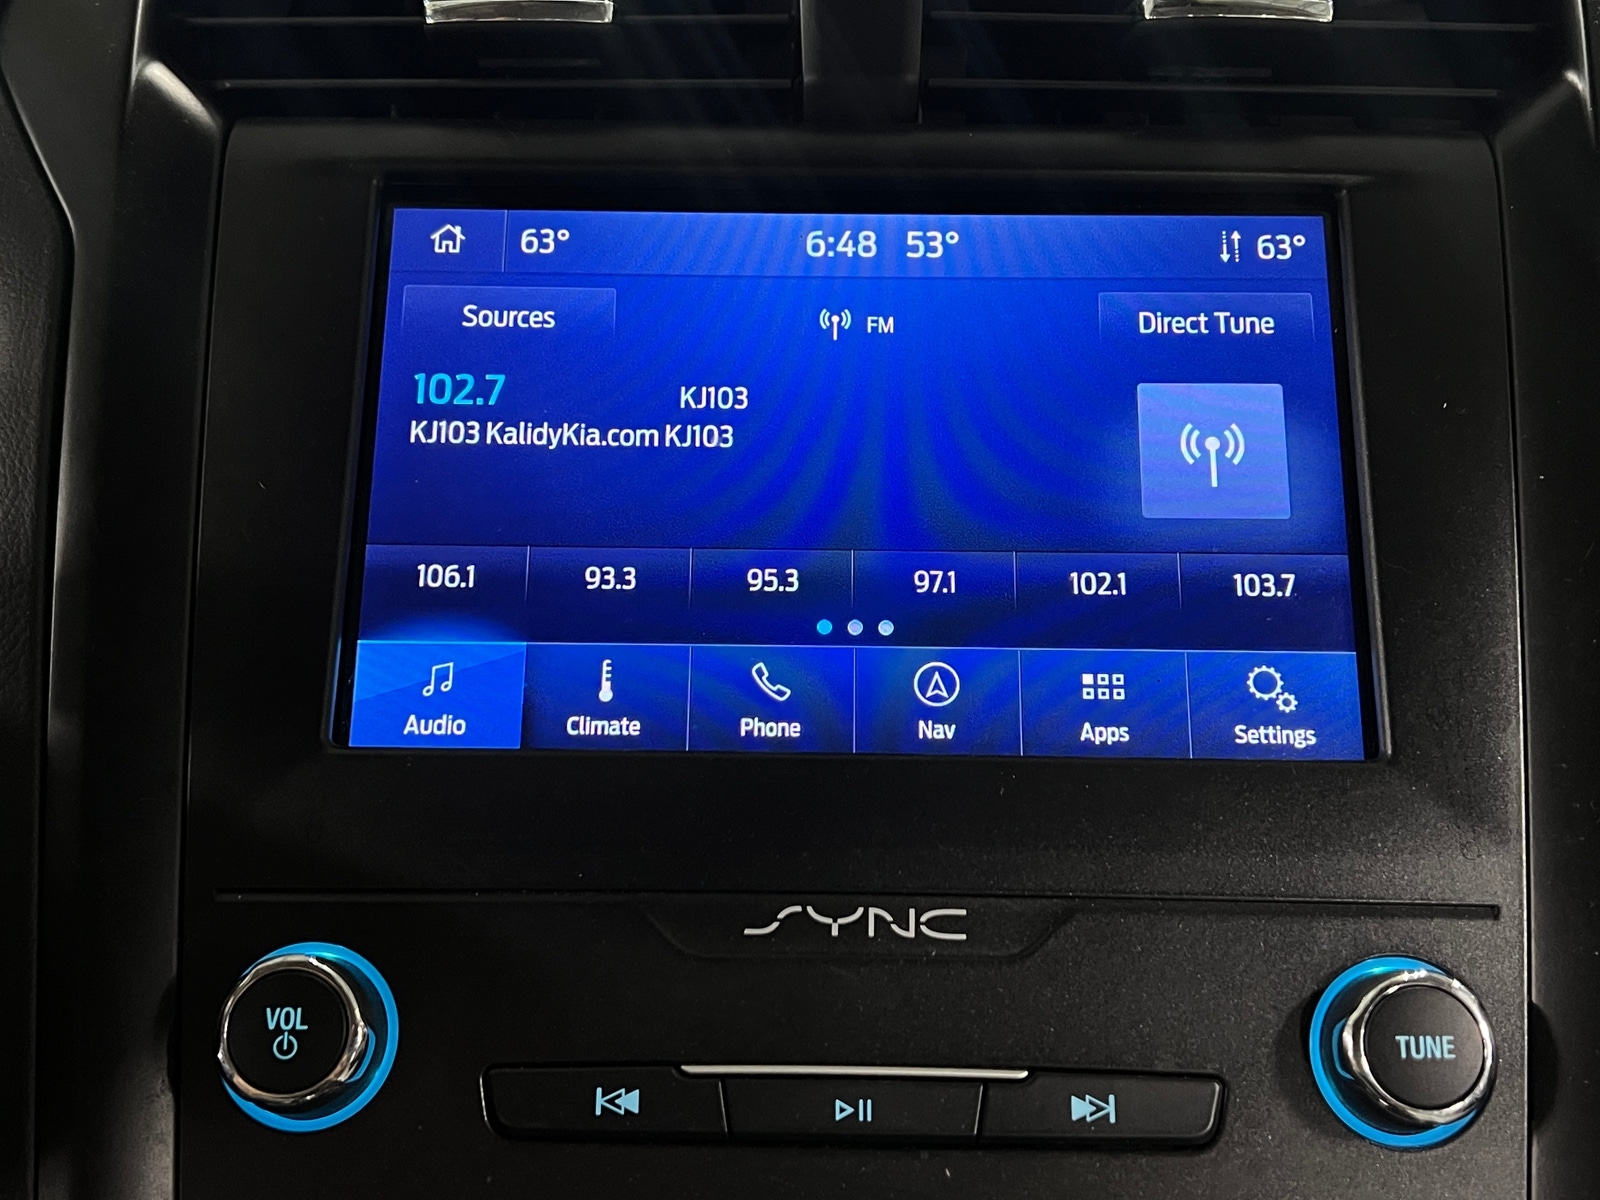 63° 6:48 53° 63°
Sources FM Direct Tune
102.7 KJ103
KJ103 KalidyKia.com KJ103
106.1 93.3 95.3 97.1 102.1 103.7
Audio Climate Phone Nav Apps Settings
SYNC
VOL
TUNE